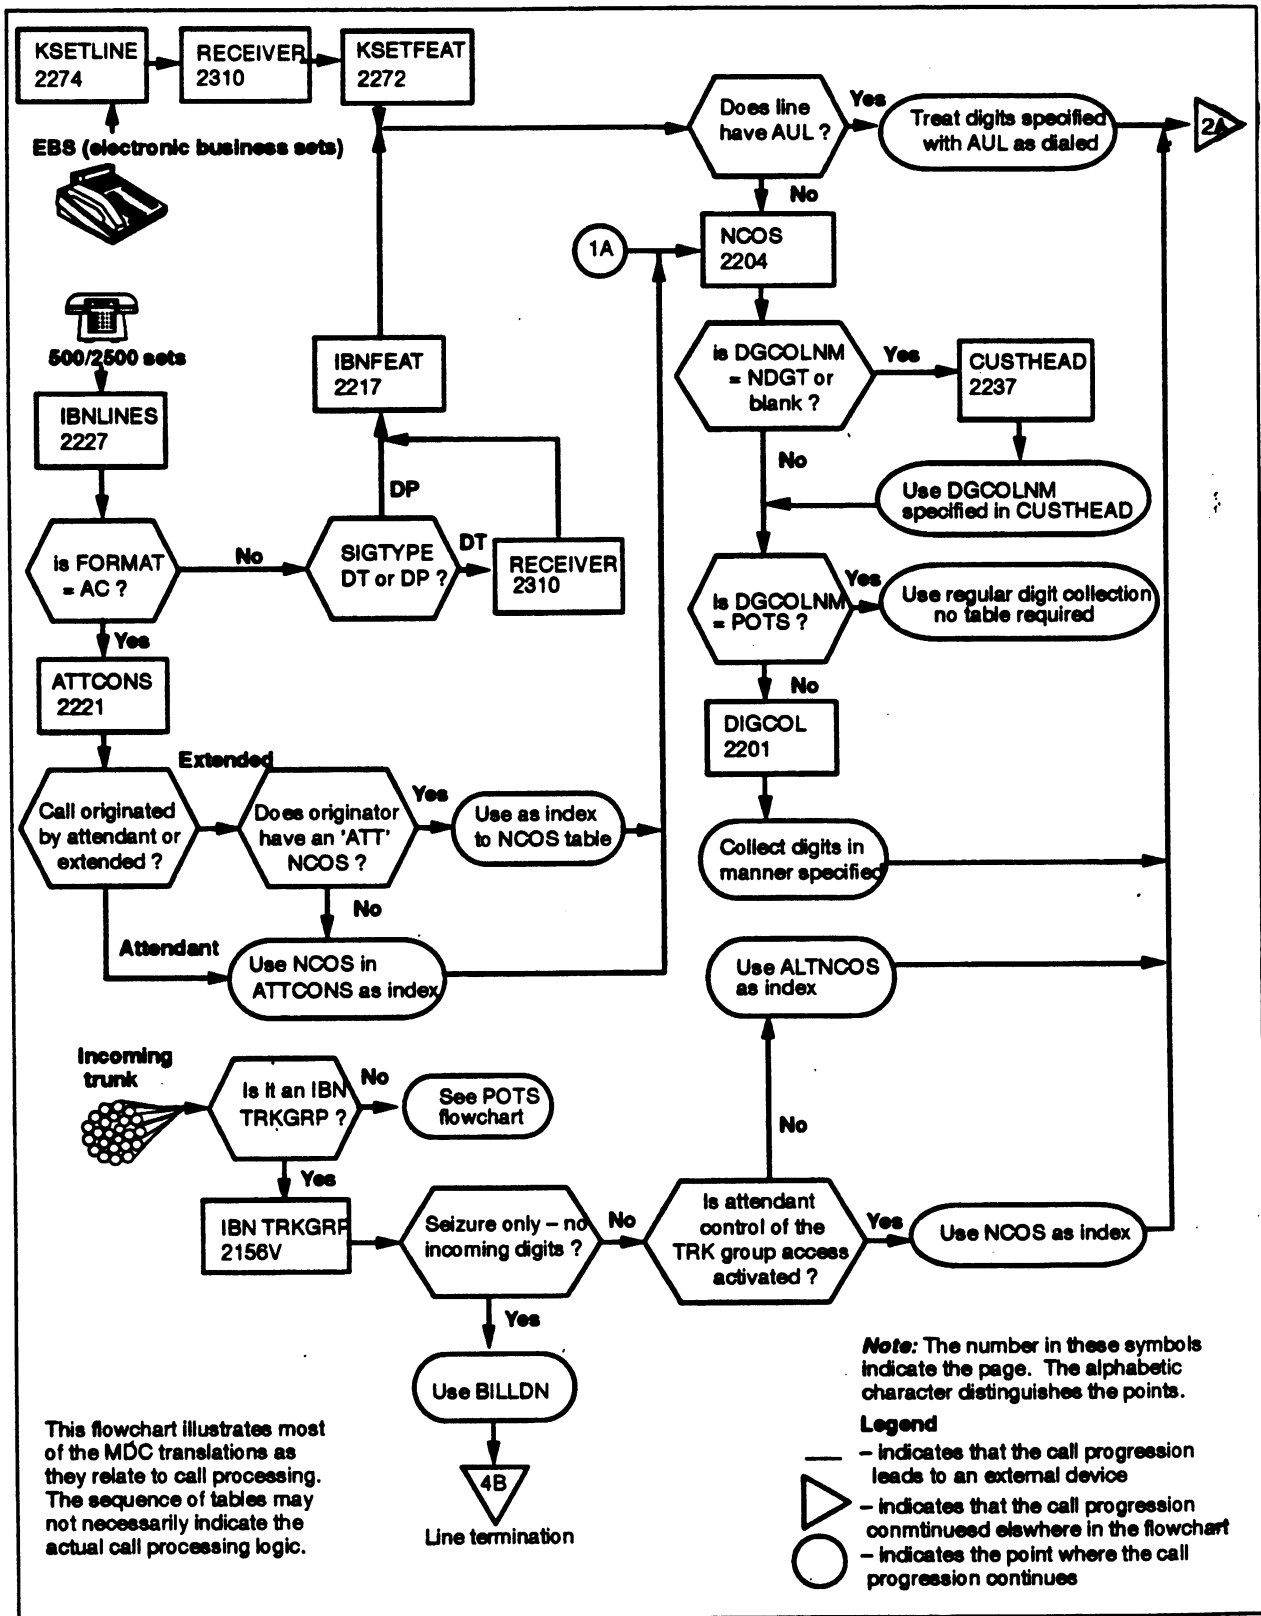 KSETLINE
2274
RECEIVER
2310
KSETFEAT
2272
EBS (electronic business sets)
Does line
have AUL ?
Yes
Treat digits specified
with AUL as dialed
2A
No
1A
NCOS
2204
500/2500 sets
IBNLINES
2227
IBNFEAT
2217
is DGCOLNM
= NDGT or
blank ?
Yes
CUSTHEAD
2237
No
Use DGCOLNM
specified in CUSTHEAD
DP
is FORMAT
= AC ?
No
SIGTYPE
DT or DP ?
DT
RECEIVER
2310
Is DGCOLNM
= POTS ?
Yes
Use regular digit collection
no table required
Yes
No
ATTCONS
2221
DIGCOL
2201
Extended
Call originated
by attendant or
extended ?
Does originator
have an 'ATT'
NCOS ?
Yes
Use as index
to NCOS table
Collect digits in
manner specified
No
Attendant
Use NCOS in
ATTCONS as index
Use ALTNCOS
as index
Incoming
trunk
Is it an IBN
TRKGRP ?
No
See POTS
flowchart
No
Yes
IBN TRKGRP
2156V
Seizure only – no
incoming digits ?
No
Is attendant
control of the
TRK group access
activated ?
Yes
Use NCOS as index
Yes
Use BILLDN
4B
Line termination
This flowchart illustrates most
of the MDC translations as
they relate to call processing.
The sequence of tables may
not necessarily indicate the
actual call processing logic.
Note: The number in these symbols
indicate the page. The alphabetic
character distinguishes the points.
Legend
– indicates that the call progression
leads to an external device
– indicates that the call progression
conmtinuesd elswhere in the flowchart
– indicates the point where the call
progression continues